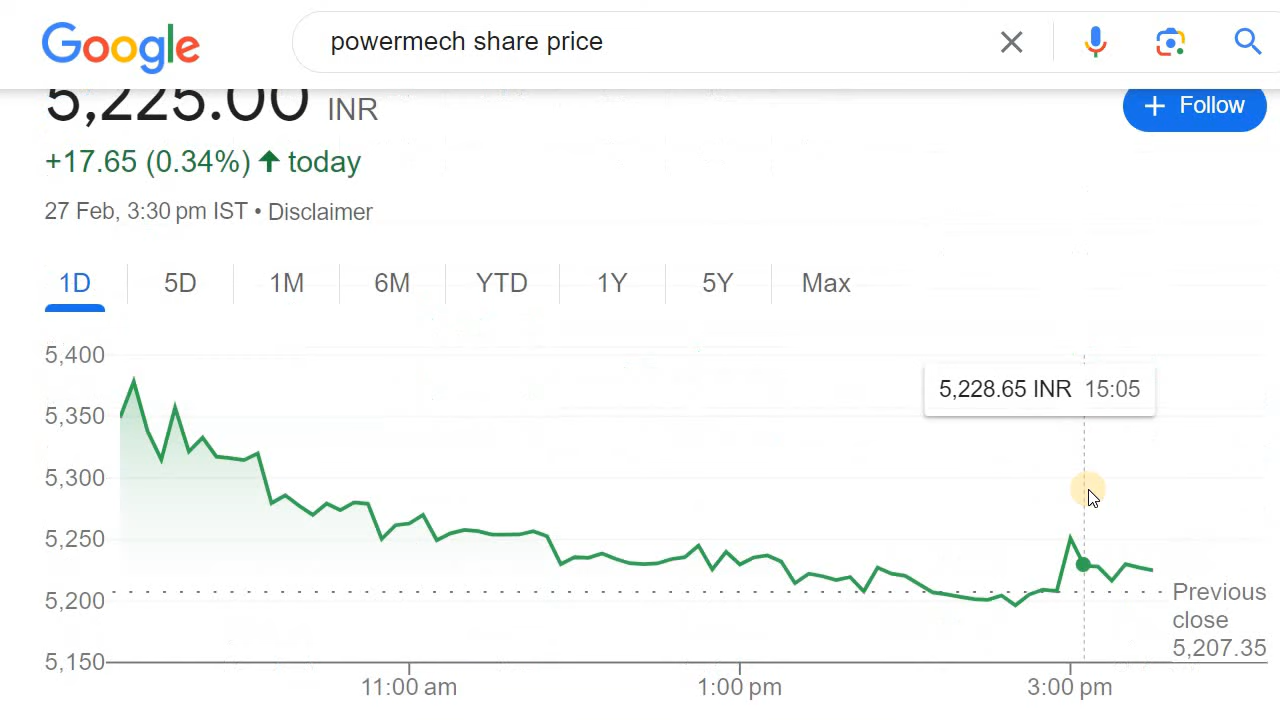 Google
powermech share price
5,225.00 INR
+ Follow
+17.65 (0.34%) ↑ today
27 Feb, 3:30 pm IST • Disclaimer
1D 5D 1M 6M YTD 1Y 5Y Max
5,400
5,228.65 INR 15:05
5,350
5,300
5,250
5,200
Previous
close
5,207.35
5,150
11:00 am 1:00 pm 3:00 pm